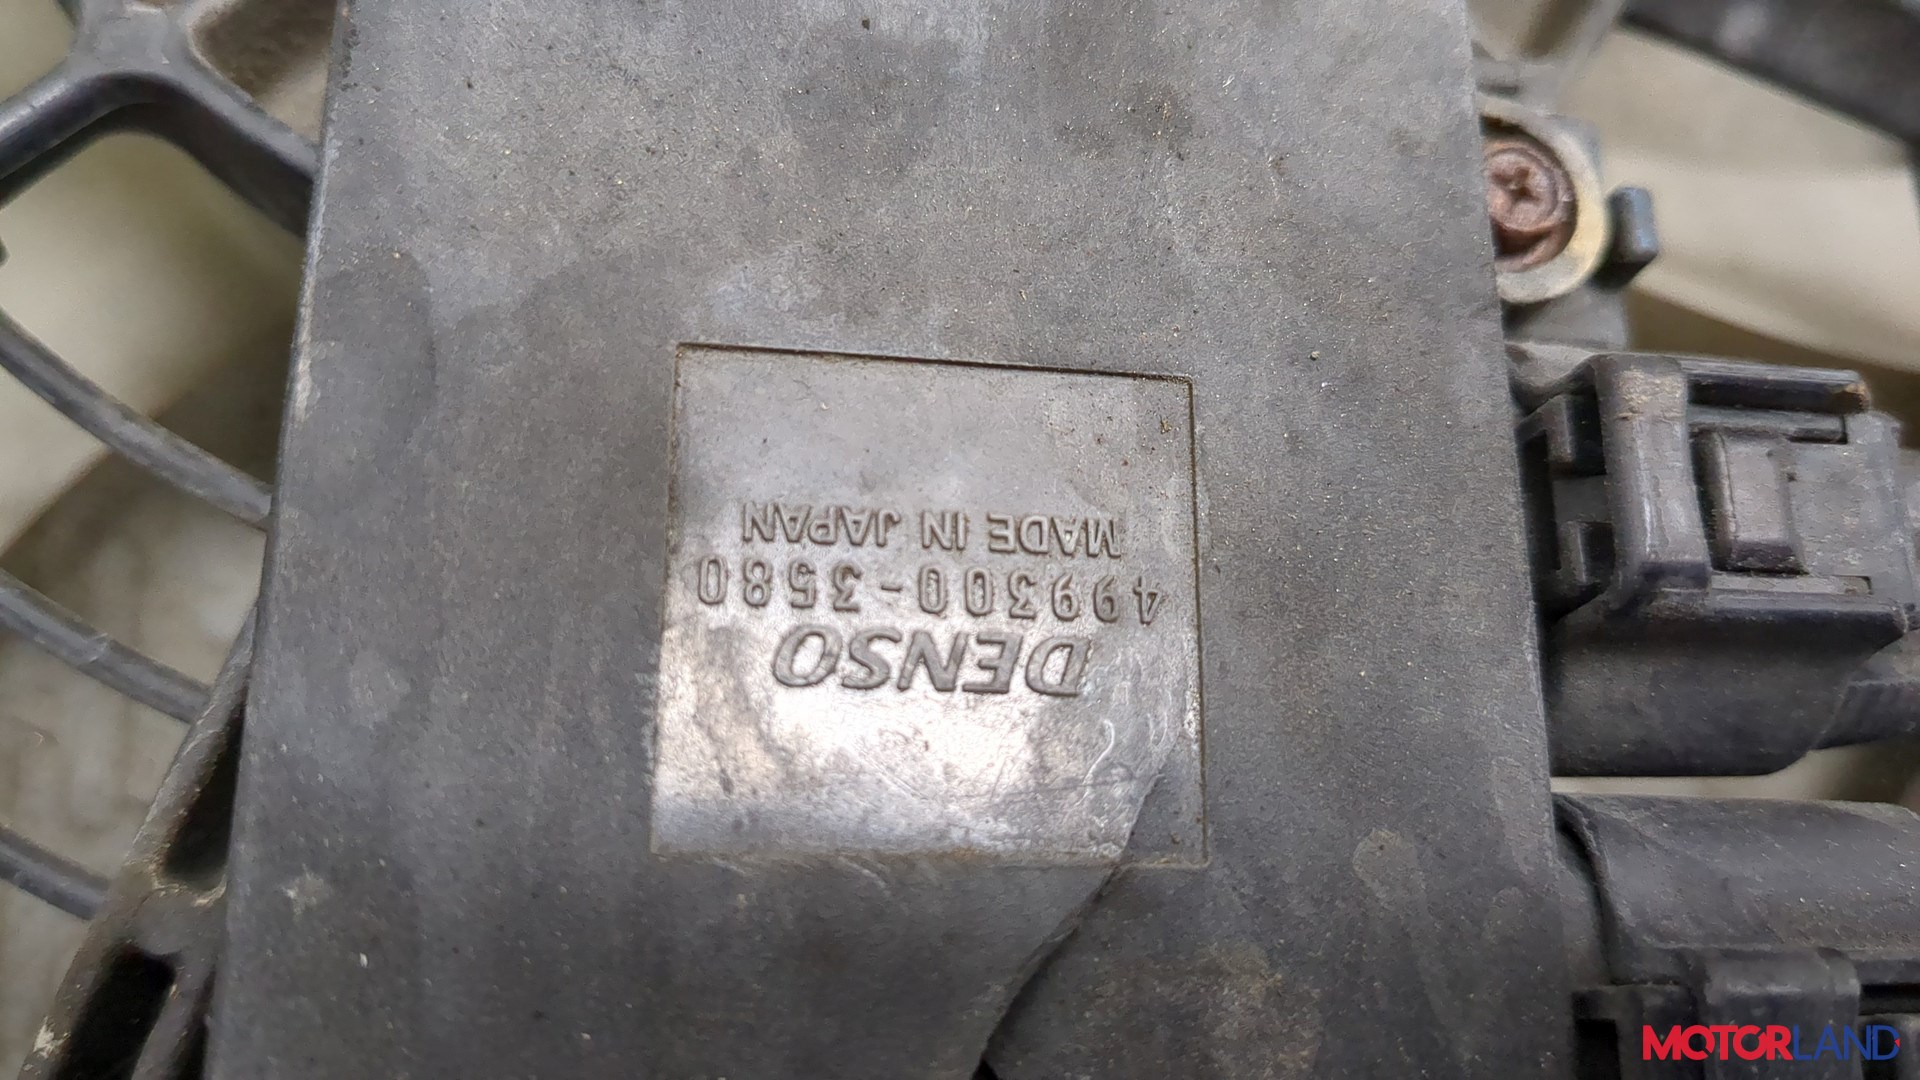 DENSO
499300-3580
MADE IN JAPAN
MOTORLAND